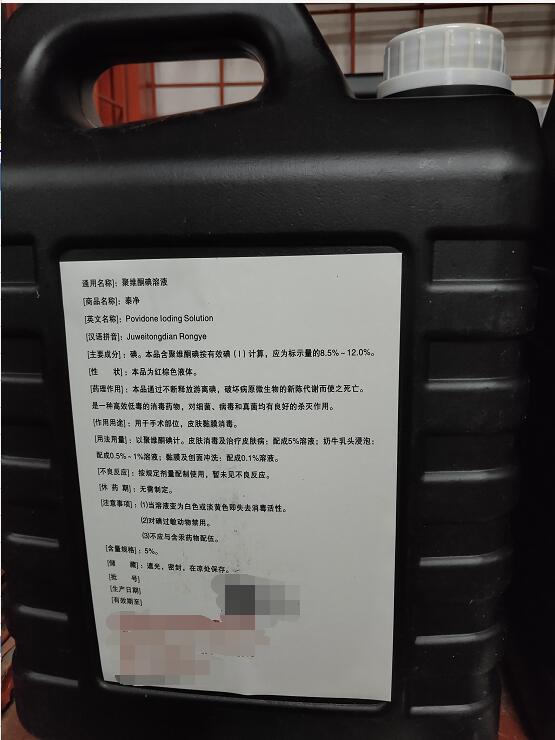 通用名称]: 聚维酮碘溶液
[商品名称]: 泰净
[英文名称]: Povidone Ioding Solution
[汉语拼音]: Juweitongdian Rongye
[主要成分]: 碘。本品含聚维酮碘按有效碘（I）计算，应为标示量的8.5%~12.0%。
[性 状]: 本品为红棕色液体。
[药理作用]: 本品通过不断释放游离碘，破坏病原微生物的新陈代谢而使之死亡。
是一种高效低毒的消毒药物，对细菌、病毒和真菌均有良好的杀灭作用。
[作用用途]: 用于手术部位，皮肤黏膜消毒。
[用法用量]: 以聚维酮碘计。皮肤消毒及治疗皮肤病：配成5%溶液；奶牛乳头浸泡：
配成0.5%~1%溶液；黏膜及创面冲洗：配成0.1%溶液。
[不良反应]: 按规定剂量配制使用，暂未见不良反应。
[休 药 期]: 无需制定。
[注意事项]: ⑴当溶液变为白色或淡黄色即失去消毒活性。
⑵对碘过敏动物禁用。
⑶不应与含汞药物配伍。
[含量规格]: 5%。
[储 藏]: 遮光，密封，在凉处保存。
[批 号]
[生产日期]
[有效期至]